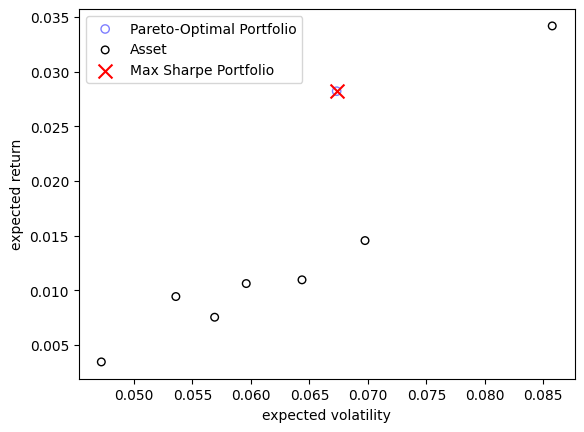 Pareto-Optimal Portfolio
Asset
Max Sharpe Portfolio
0.035
0.030
0.025
0.020
0.015
0.010
0.005
expected return
0.050 0.055 0.060 0.065 0.070 0.075 0.080 0.085
expected volatility